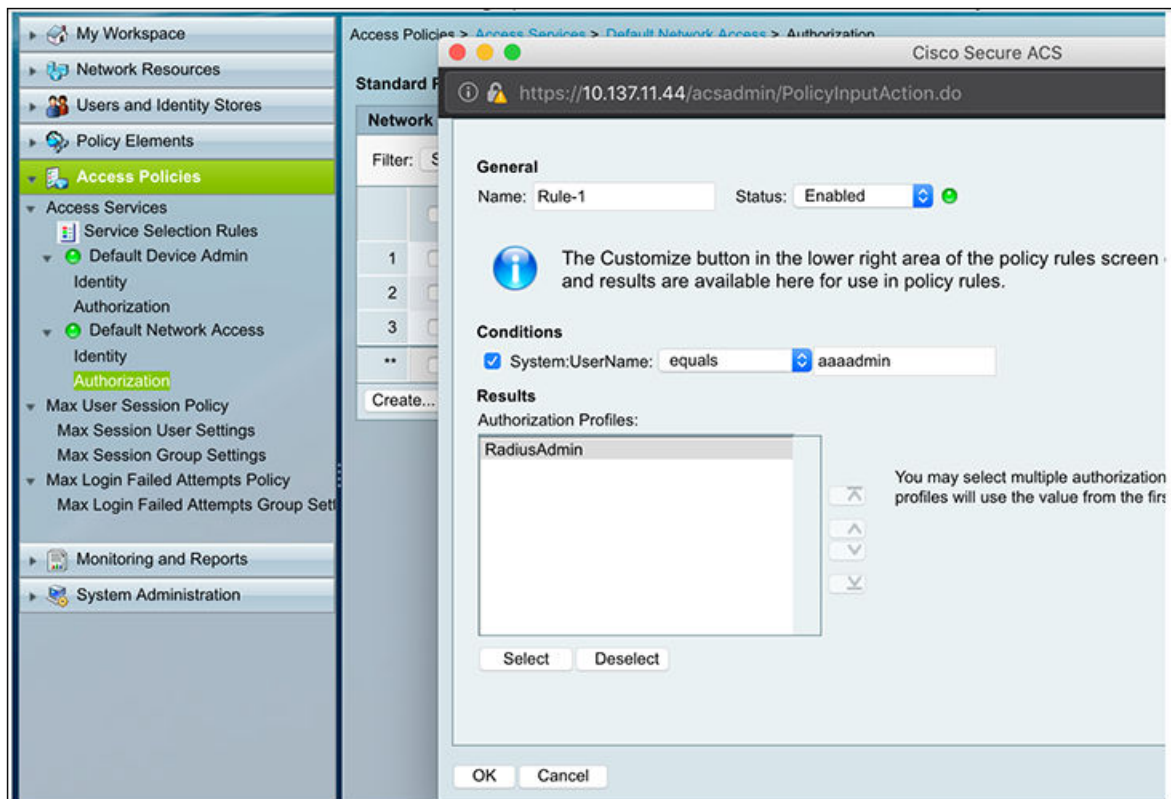 My Workspace
Network Resources
Users and Identity Stores
Policy Elements
Access Policies
Access Services
Service Selection Rules
Default Device Admin
Identity
Authorization
Default Network Access
Identity
Authorization
Max User Session Policy
Max Session User Settings
Max Session Group Settings
Max Login Failed Attempts Policy
Max Login Failed Attempts Group Sett
Monitoring and Reports
System Administration
Access Policies > Access Services > Default Network Access > Authorization
Standard
Network
Filter: S
1
2
3
**
Create...
Cisco Secure ACS
https://10.137.11.44/acsadmin/PolicyInputAction.do
General
Name: Rule-1 Status: Enabled
The Customize button in the lower right area of the policy rules screen
and results are available here for use in policy rules.
Conditions
System:UserName: equals aaaadmin
Results
Authorization Profiles:
RadiusAdmin
You may select multiple authorization
profiles will use the value from the firs
Select Deselect
OK Cancel